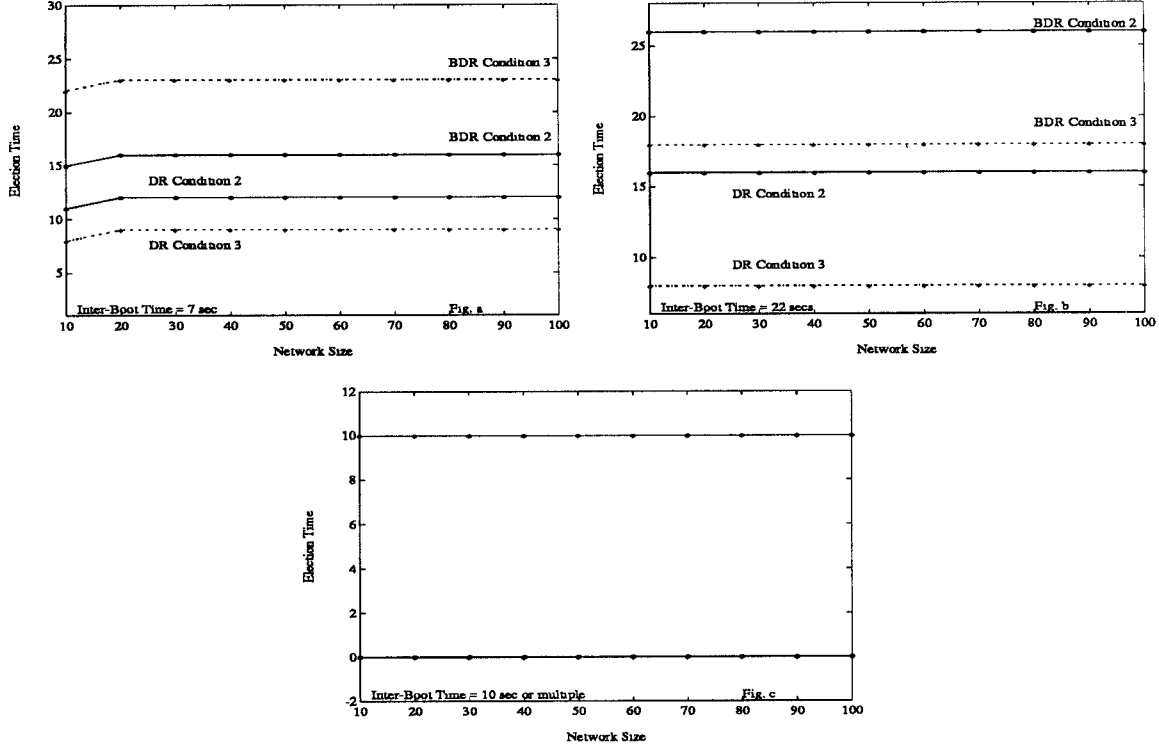 30
25
20
15
10
5
Election Time
BDR Condition 3
BDR Condition 2
DR Condition 2
DR Condition 3
Inter-Boot Time = 7 sec
Fig. a
10 20 30 40 50 60 70 80 90 100
Network Size
25
20
15
10
Election Time
BDR Condition 2
BDR Condition 3
DR Condition 2
DR Condition 3
Inter-Boot Time = 22 secs
Fig. b
10 20 30 40 50 60 70 80 90 100
Network Size
12
10
8
6
4
2
0
-2
Election Time
Inter-Boot Time = 10 sec or multiple
Fig. c
10 20 30 40 50 60 70 80 90 100
Network Size